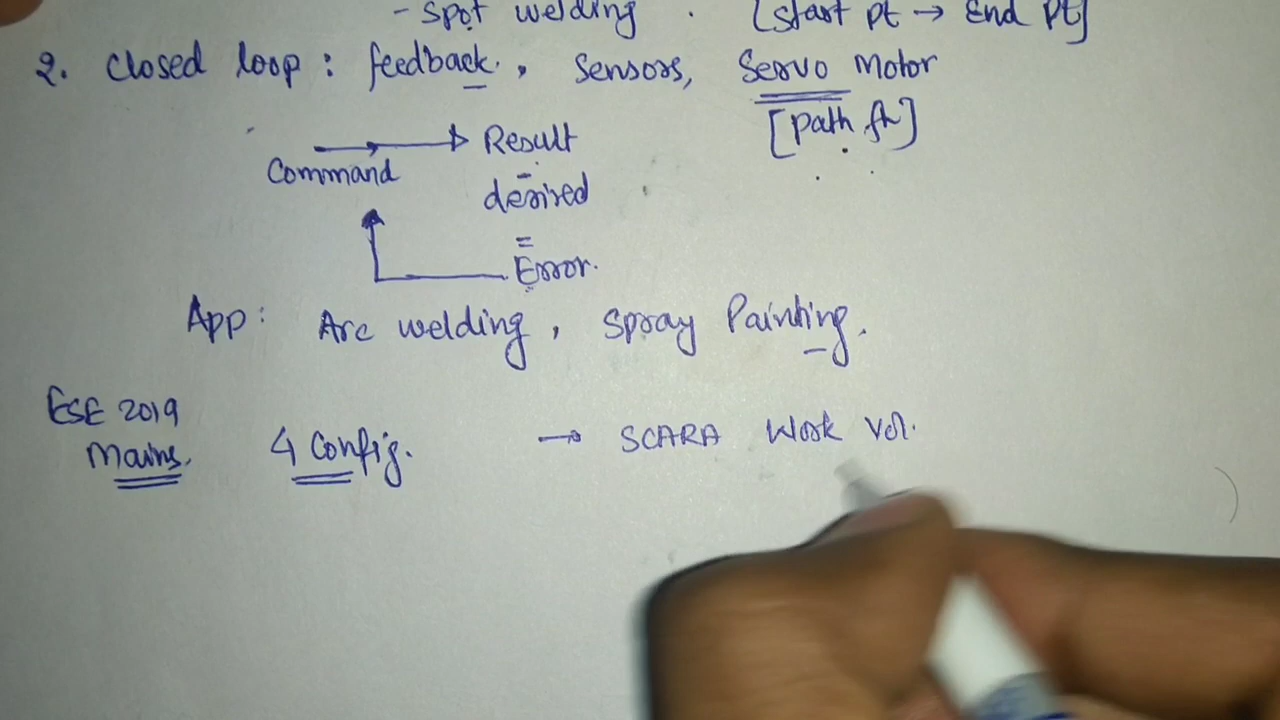 - Spot welding . [Start pt → End pt]
2. Closed loop : feedback, Sensors, Servo Motor
[Path fn]
Command → Result
desired
Error.
App : Arc welding, Spray Painting.
ESE 2019
Mains. 4 Config. → SCARA Work Vol.